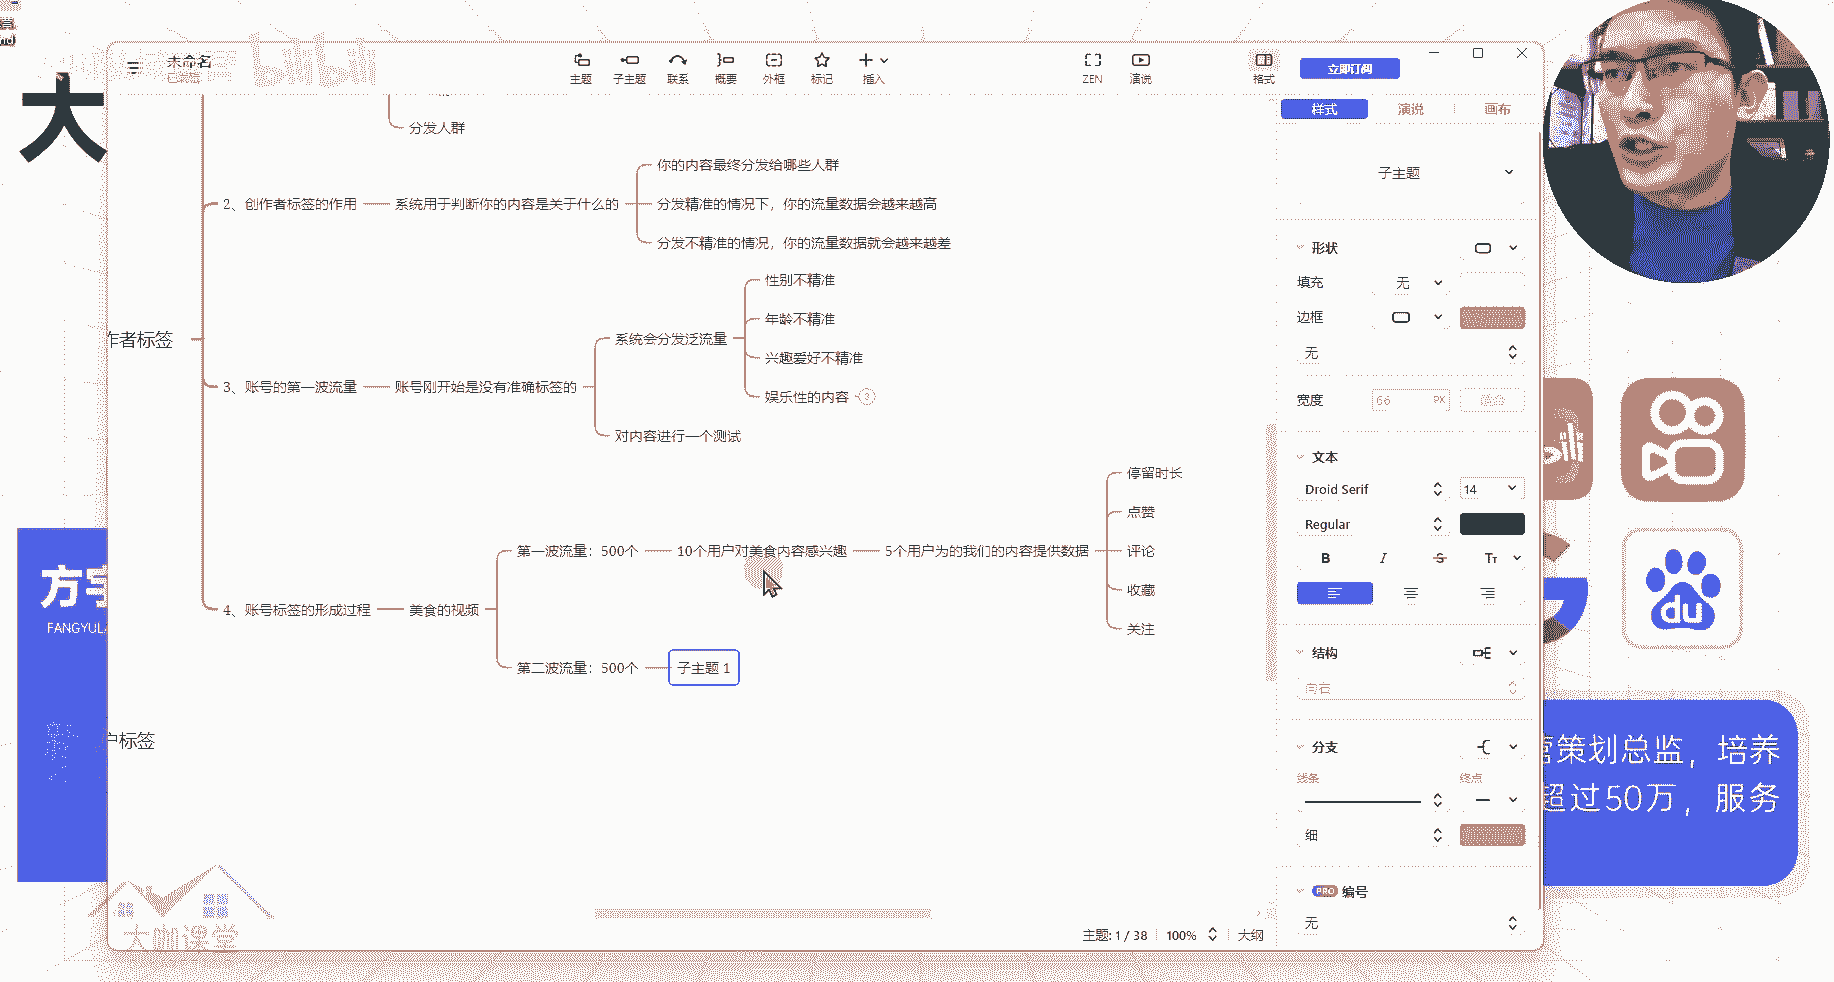 nd
大
bilibili
未命名
已编辑
主题
子主题
联系
概要
外框
标记
插入
ZEN
演说
格式
立即订阅
样式
演说
画布
分发人群
2、创作者标签的作用
系统用于判断你的内容是关于什么的
你的内容最终分发给哪些人群
分发精准的情况下，你的流量数据会越来越高
分发不精准的情况，你的流量数据就会越来越差
作者标签
3、账号的第一波流量
账号刚开始是没有准确标签的
系统会分发泛流量
性别不精准
年龄不精准
兴趣爱好不精准
娱乐性的内容
3
对内容进行一个测试
4、账号标签的形成过程
美食的视频
第一波流量：500个
10个用户对美食内容感兴趣
5个用户为的我们的内容提供数据
停留时长
点赞
评论
收藏
关注
第二波流量：500个
子主题 1
户标签
子主题
形状
填充
无
边框
无
宽度
66
PX
文本
Droid Serif
14
Regular
B
I
S
Tт
结构
向右
分支
线条
终点
细
PRO
编号
无
主题: 1 / 38
100%
大纲
方宇
FANGYUL
大咖课堂
du
营策划总监，培养
超过50万，服务